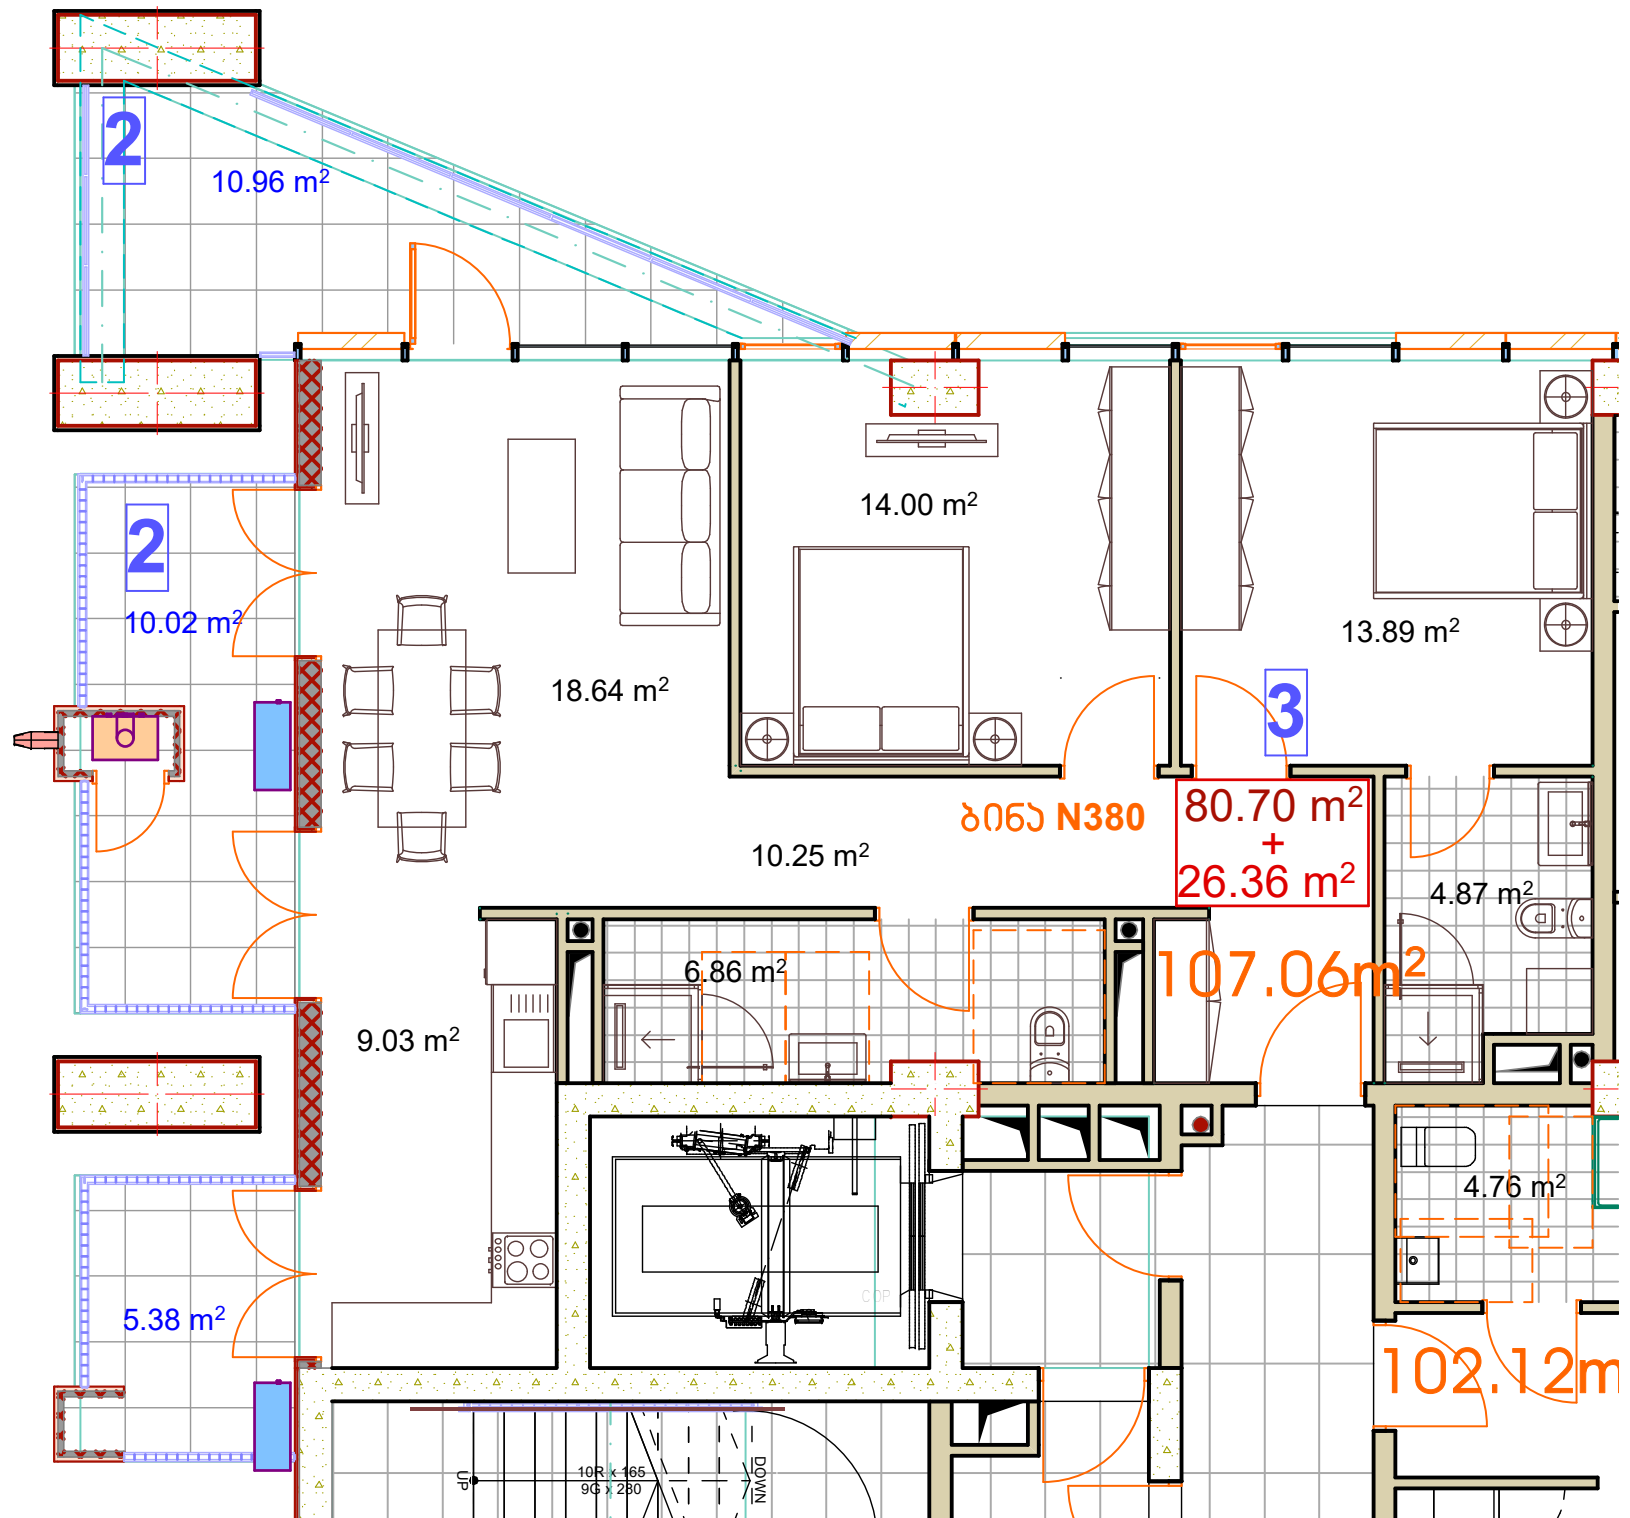 2
10.96 m²
14.00 m²
2
10.02 m²
13.89 m²
18.64 m²
3
ბინა N380
80.70 m²
+
26.36 m²
10.25 m²
4.87 m²
6.86 m²
107.06m²
9.03 m²
4.76 m²
COP
5.38 m²
102.12m
UP
10R x 165
9G x 280
DOWN